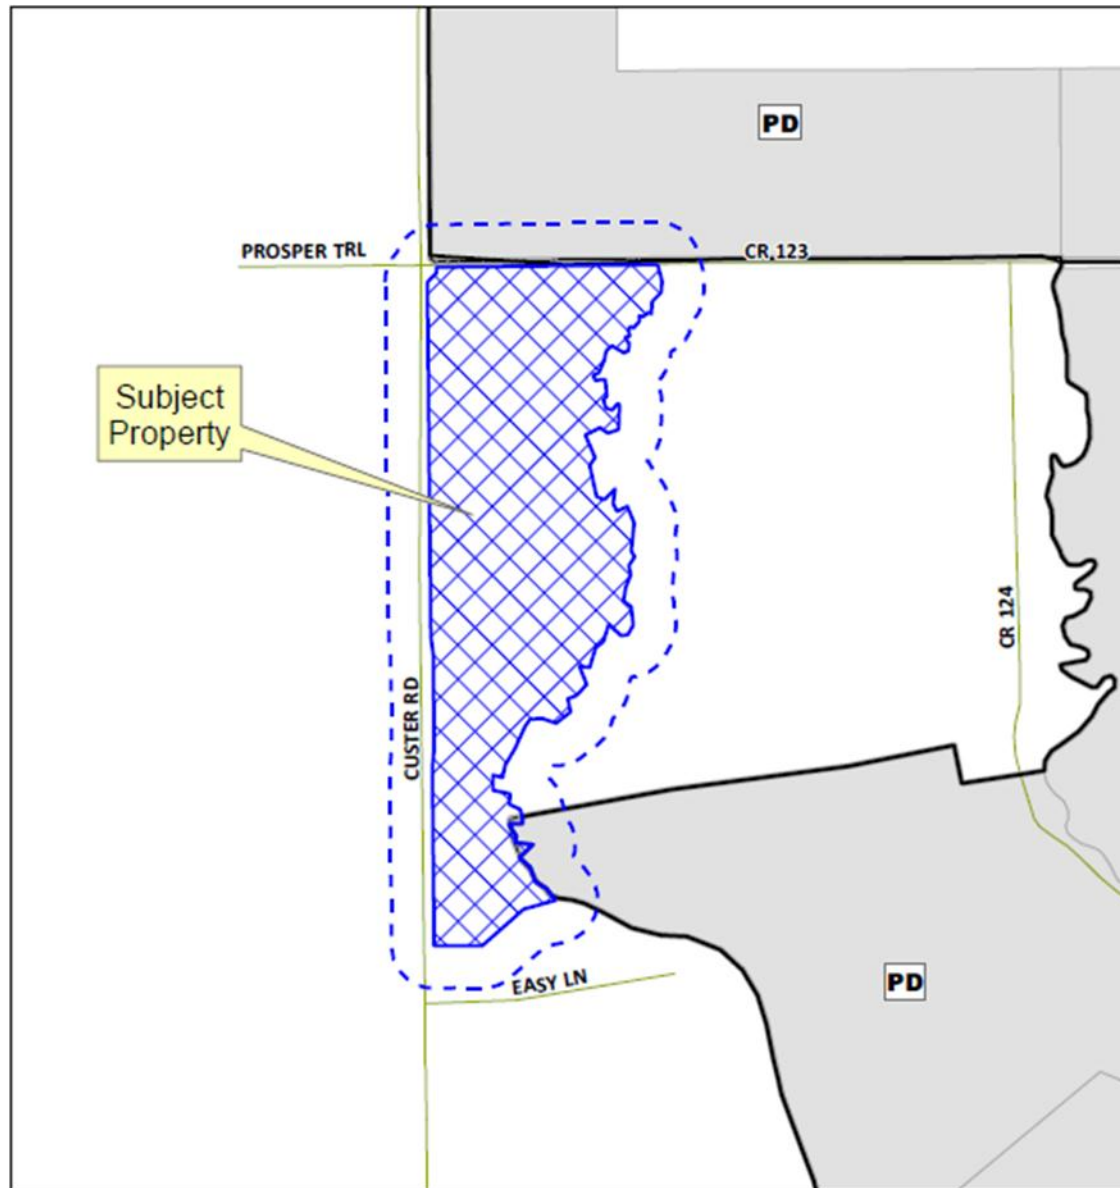 PD
PROSPER TRL
CR 123
Subject
Property
CR 124
CUSTER RD
EASY LN
PD